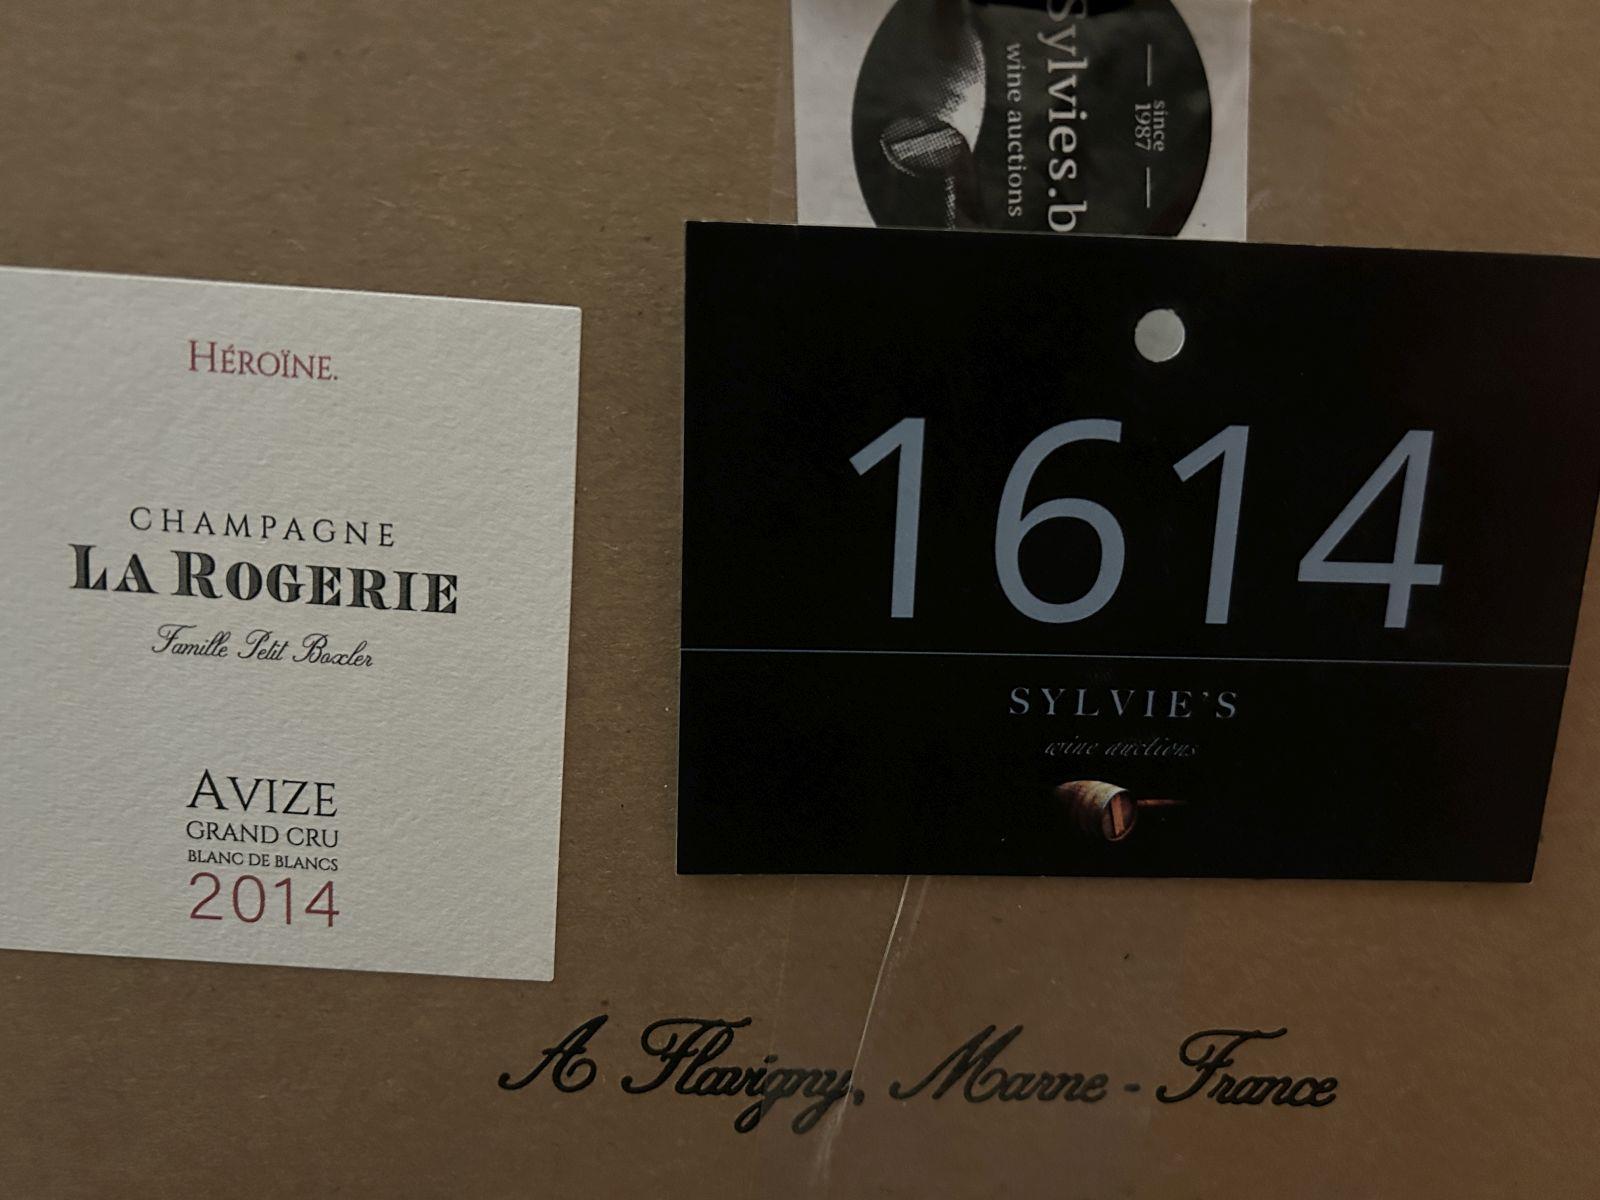 Sylvies.b
wine auctions
since
1987
HÉROÏNE.
CHAMPAGNE
LA ROGERIE
Famille Petit Boxler
AVIZE
GRAND CRU
BLANC DE BLANCS
2014
1614
SYLVIE'S
wine auctions
A Flavigny, Marne - France